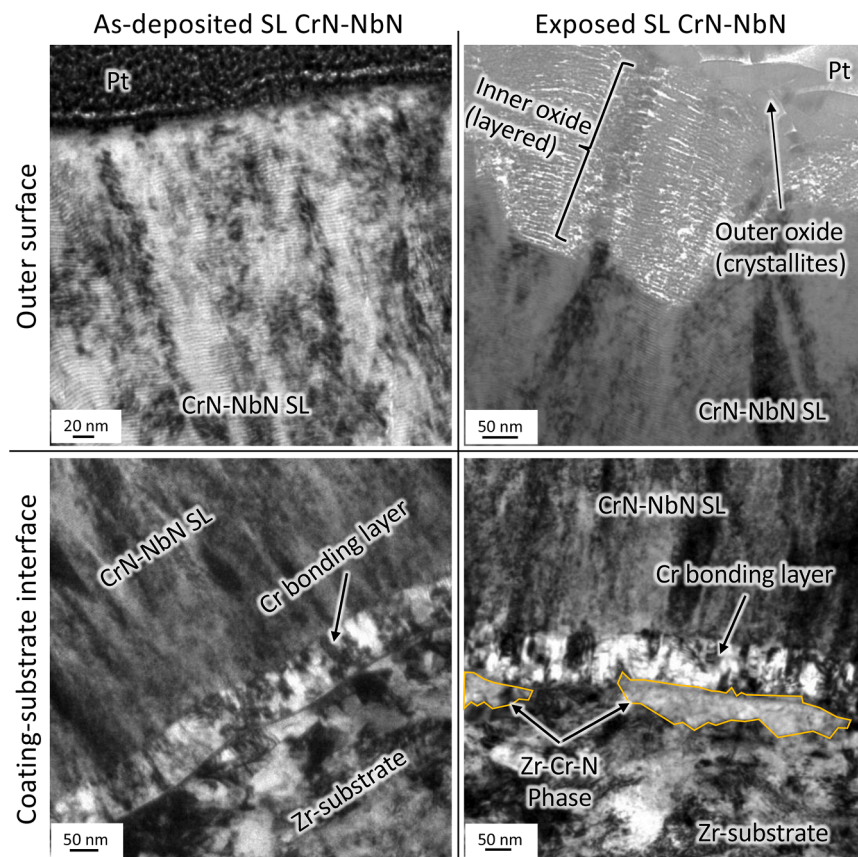 As-deposited SL CrN-NbN
Exposed SL CrN-NbN
Outer surface
Pt
CrN-NbN SL
20 nm
Inner oxide
(layered)
Pt
Outer oxide
(crystallites)
CrN-NbN SL
50 nm
Coating-substrate interface
CrN-NbN SL
Cr bonding layer
Zr-substrate
50 nm
CrN-NbN SL
Cr bonding layer
Zr-Cr-N
Phase
Zr-substrate
50 nm